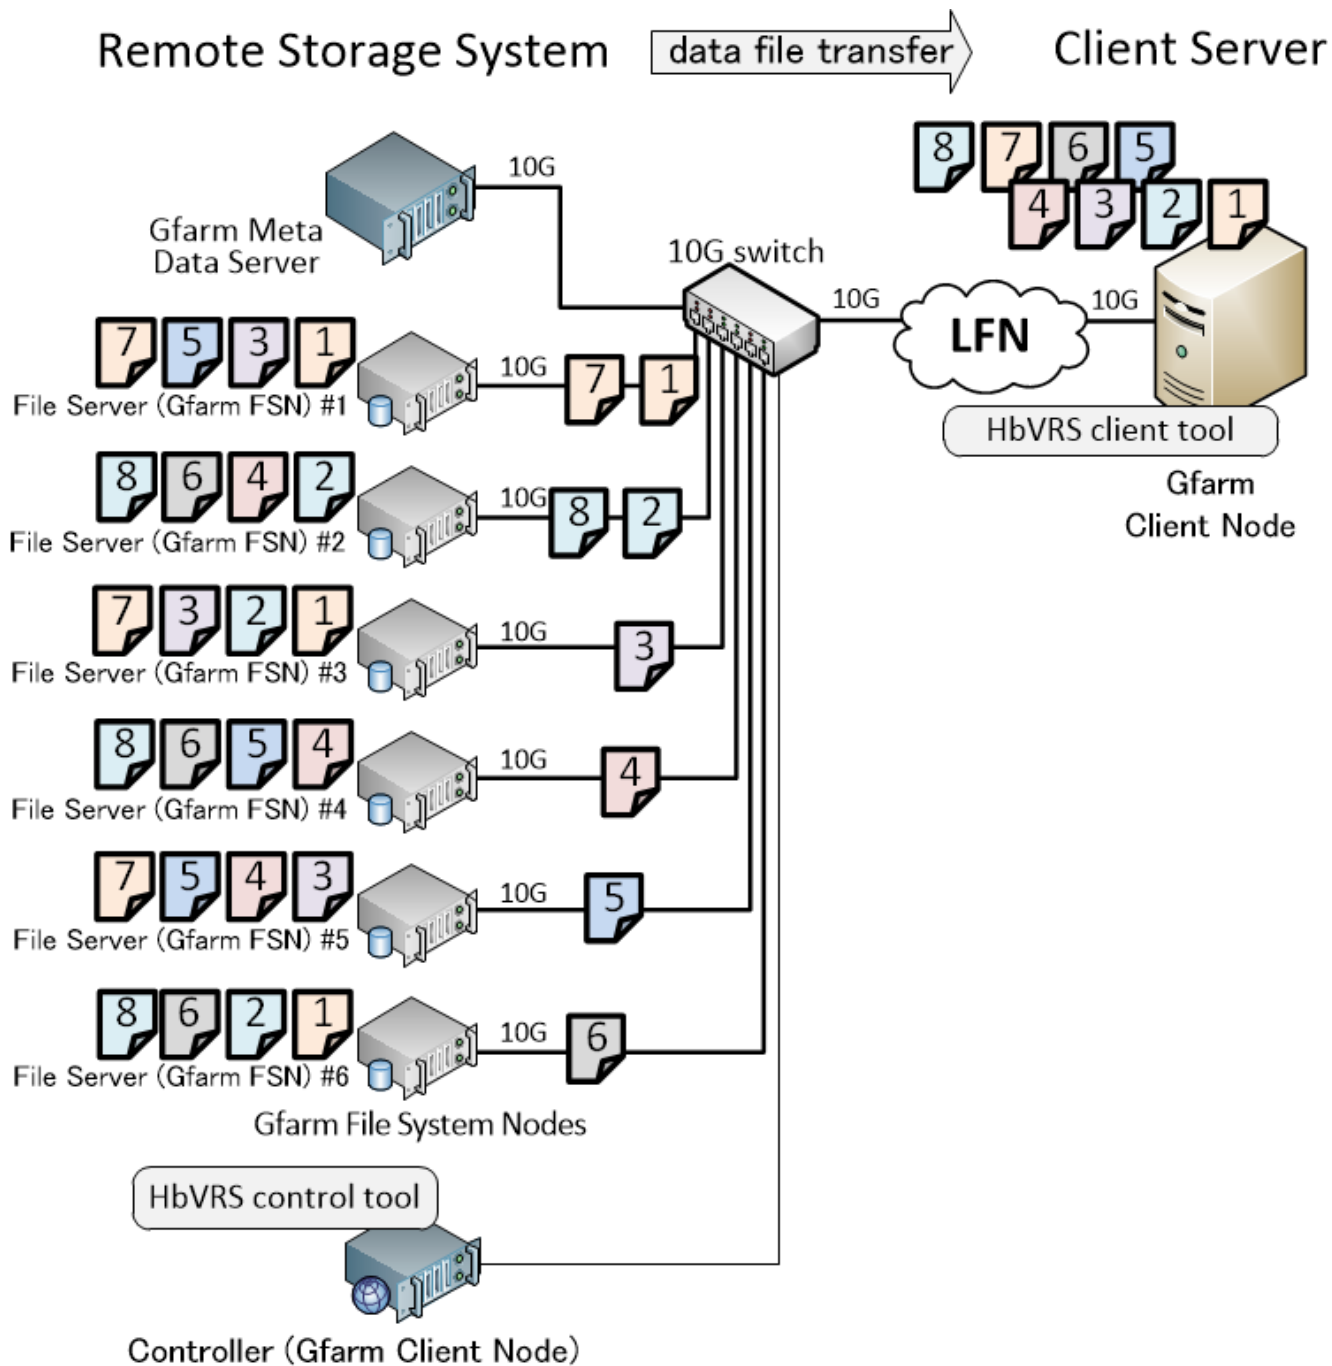 Remote Storage System
data file transfer
Client Server
8 7 6 5
4 3 2 1
10G
Gfarm Meta
Data Server
10G switch
10G
LFN
10G
7 5 3 1
File Server (Gfarm FSN) #1
10G
7 1
HbVRS client tool
Gfarm
Client Node
8 6 4 2
File Server (Gfarm FSN) #2
10G
8 2
7 3 2 1
File Server (Gfarm FSN) #3
10G
3
8 6 5 4
File Server (Gfarm FSN) #4
10G
4
7 5 4 3
File Server (Gfarm FSN) #5
10G
5
8 6 2 1
File Server (Gfarm FSN) #6
10G
6
Gfarm File System Nodes
HbVRS control tool
Controller (Gfarm Client Node)